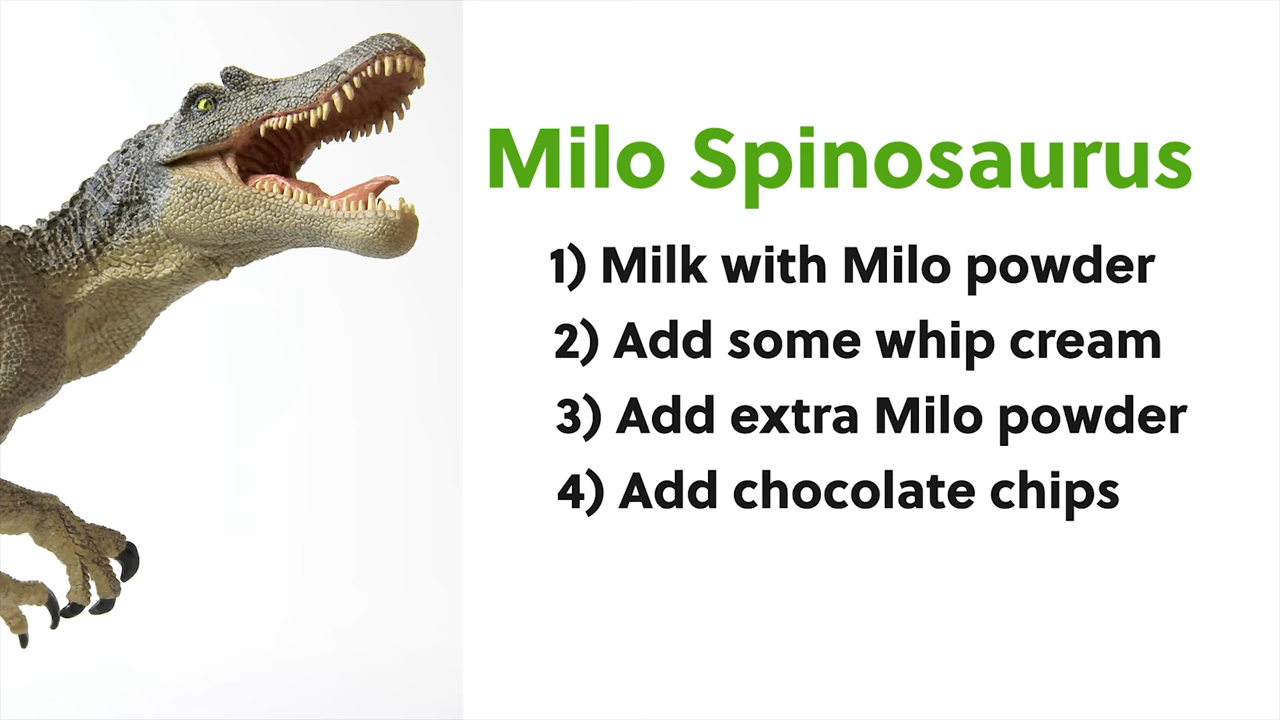 Milo Spinosaurus
1) Milk with Milo powder
2) Add some whip cream
3) Add extra Milo powder
4) Add chocolate chips